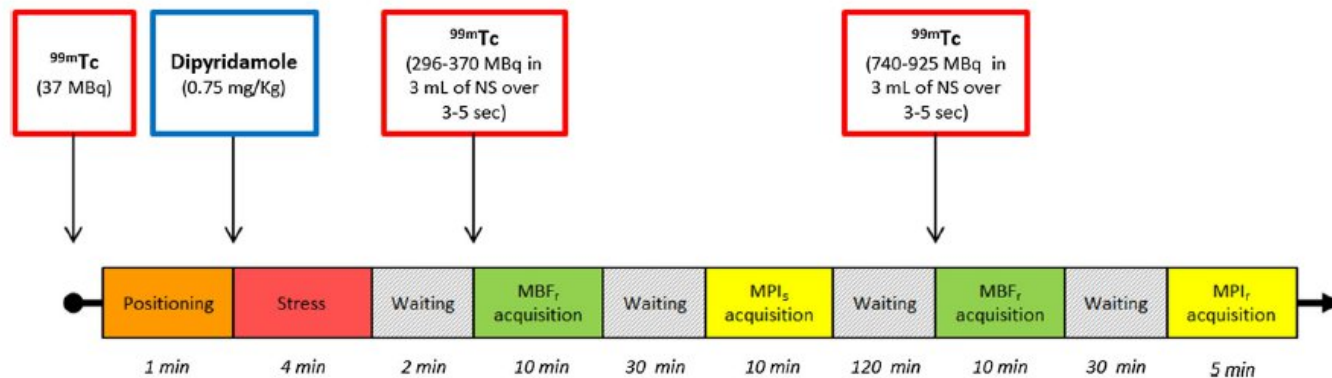 99mTc
(37 MBq)
Dipyridamole
(0.75 mg/Kg)
99mTc
(296-370 MBq in
3 mL of NS over
3-5 sec)
99mTc
(740-925 MBq in
3 mL of NS over
3-5 sec)
Positioning
Stress
Waiting
MBFr
acquisition
Waiting
MPIs
acquisition
Waiting
MBFr
acquisition
Waiting
MPIr
acquisition
1 min
4 min
2 min
10 min
30 min
10 min
120 min
10 min
30 min
5 min